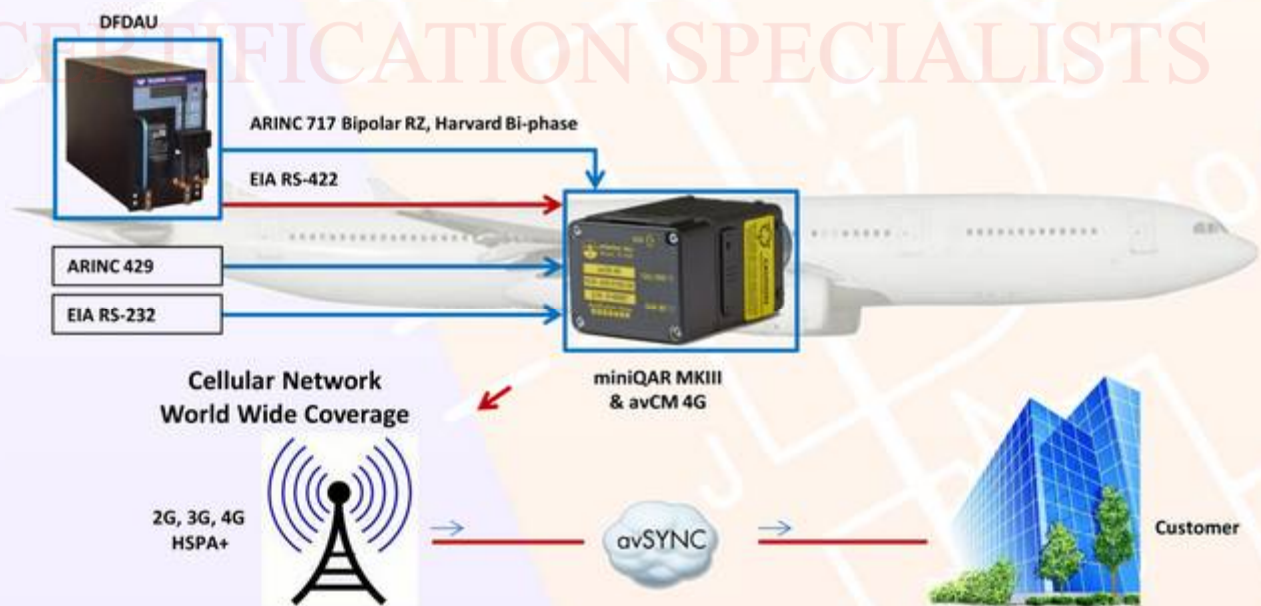 CERTIFICATION SPECIALISTS
DFDAU
ARINC 717 Bipolar RZ, Harvard Bi-phase
EIA RS-422
ARINC 429
EIA RS-232
miniQAR MKIII
& avCM 4G
Cellular Network
World Wide Coverage
2G, 3G, 4G
HSPA+
avSYNC
Customer